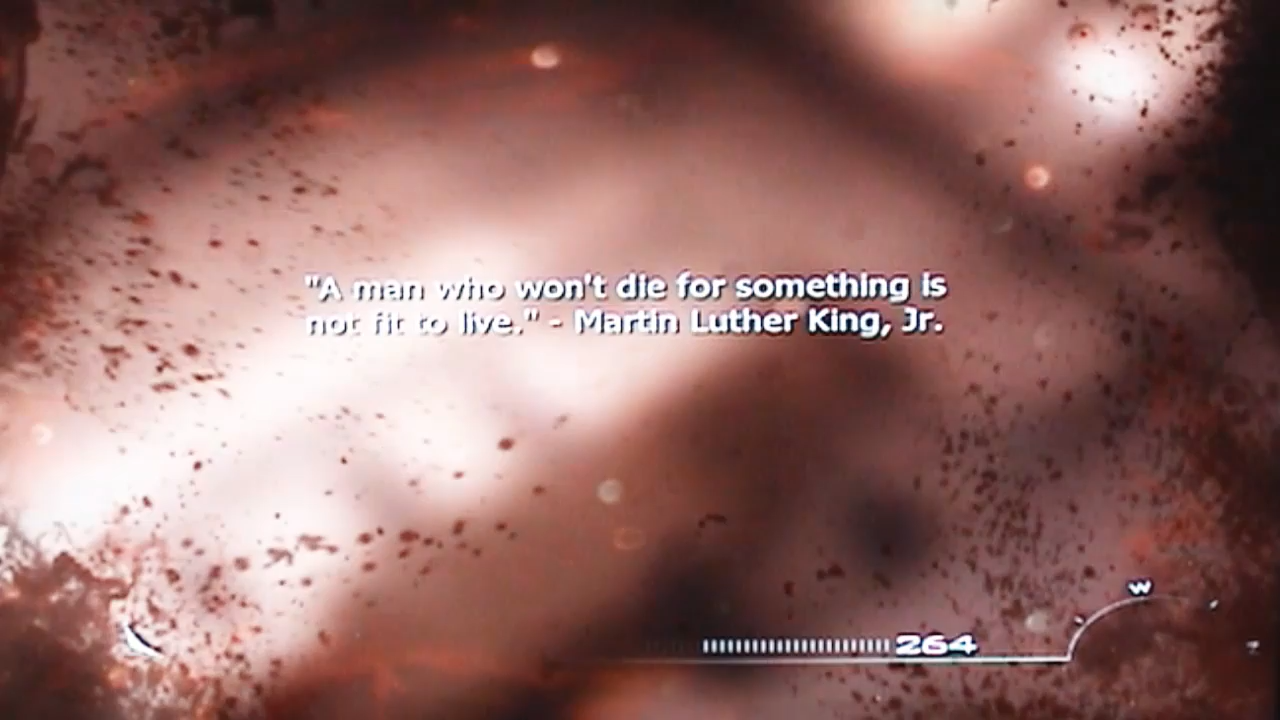 "A man who won't die for something is
not fit to live." - Martin Luther King, Jr.
W
264